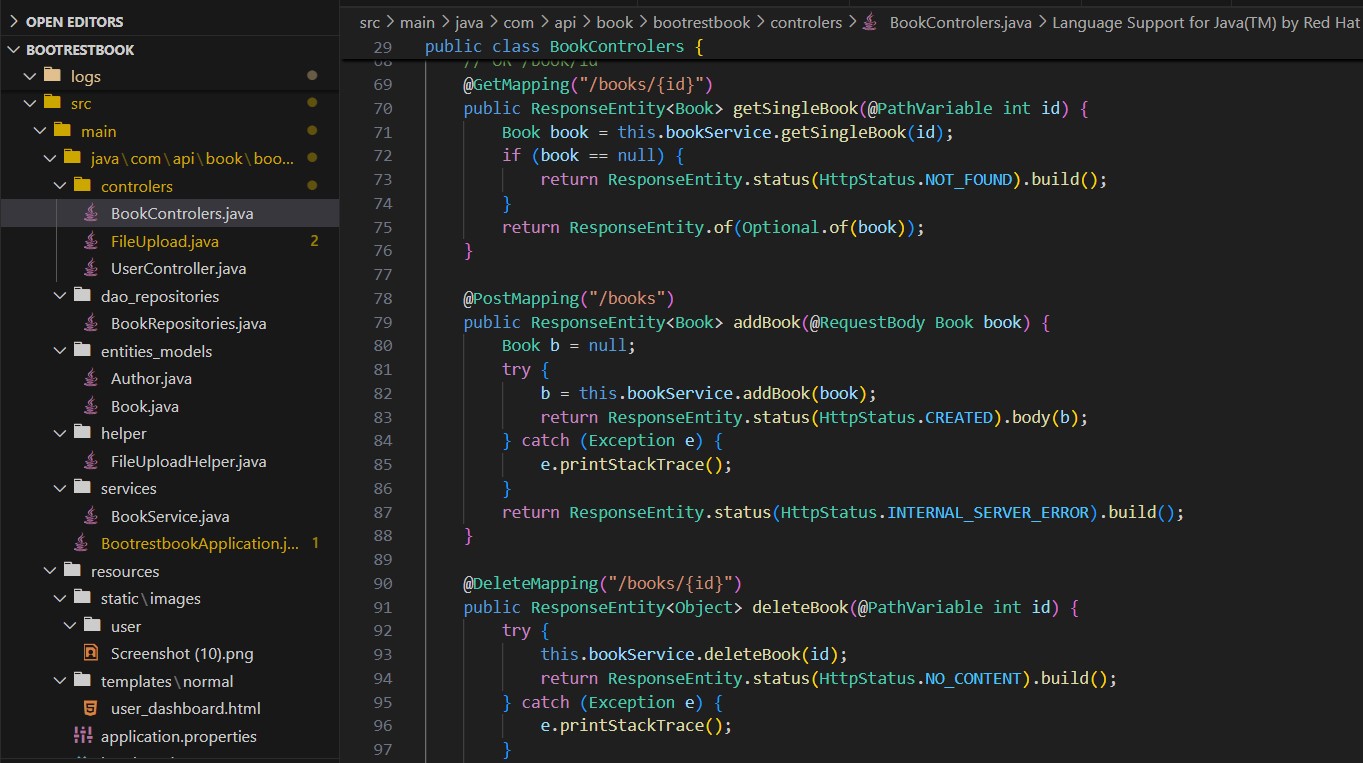 OPEN EDITORS
BOOTRESTBOOK
logs
src
main
java\com\api\book\boo...
controlers
BookControlers.java
FileUpload.java 2
UserController.java
dao_repositories
BookRepositories.java
entities_models
Author.java
Book.java
helper
FileUploadHelper.java
services
BookService.java
BootrestbookApplication.j... 1
resources
static\images
user
Screenshot (10).png
templates\normal
user_dashboard.html
application.properties
src > main > java > com > api > book > bootrestbook > controlers > BookControlers.java > Language Support for Java(TM) by Red Hat
29 public class BookControlers {
68 // OR /book/id
69 @GetMapping("/books/{id}")
70 public ResponseEntity<Book> getSingleBook(@PathVariable int id) {
71 Book book = this.bookService.getSingleBook(id);
72 if (book == null) {
73 return ResponseEntity.status(HttpStatus.NOT_FOUND).build();
74 }
75 return ResponseEntity.of(Optional.of(book));
76 }
77
78 @PostMapping("/books")
79 public ResponseEntity<Book> addBook(@RequestBody Book book) {
80 Book b = null;
81 try {
82 b = this.bookService.addBook(book);
83 return ResponseEntity.status(HttpStatus.CREATED).body(b);
84 } catch (Exception e) {
85 e.printStackTrace();
86 }
87 return ResponseEntity.status(HttpStatus.INTERNAL_SERVER_ERROR).build();
88 }
89
90 @DeleteMapping("/books/{id}")
91 public ResponseEntity<Object> deleteBook(@PathVariable int id) {
92 try {
93 this.bookService.deleteBook(id);
94 return ResponseEntity.status(HttpStatus.NO_CONTENT).build();
95 } catch (Exception e) {
96 e.printStackTrace();
97 }